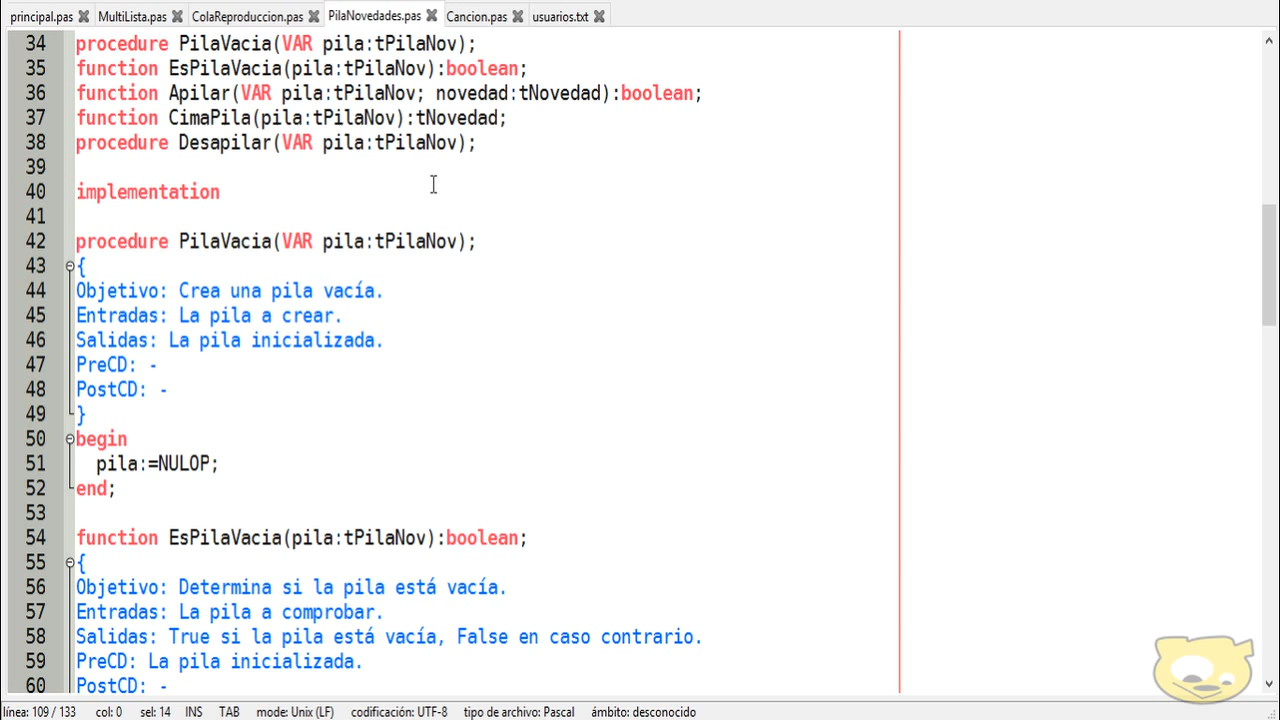 principal.pas MultiLista.pas ColaReproduccion.pas PilaNovedades.pas Cancion.pas usuarios.txt
34 procedure PilaVacia(VAR pila:tPilaNov);
35 function EsPilaVacia(pila:tPilaNov):boolean;
36 function Apilar(VAR pila:tPilaNov; novedad:tNovedad):boolean;
37 function CimaPila(pila:tPilaNov):tNovedad;
38 procedure Desapilar(VAR pila:tPilaNov);
39
40 implementation
41
42 procedure PilaVacia(VAR pila:tPilaNov);
43 {
44 Objetivo: Crea una pila vacía.
45 Entradas: La pila a crear.
46 Salidas: La pila inicializada.
47 PreCD: -
48 PostCD: -
49 }
50 begin
51 pila:=NULOP;
52 end;
53
54 function EsPilaVacia(pila:tPilaNov):boolean;
55 {
56 Objetivo: Determina si la pila está vacía.
57 Entradas: La pila a comprobar.
58 Salidas: True si la pila está vacía, False en caso contrario.
59 PreCD: La pila inicializada.
60 PostCD: -
línea: 109 / 133 col: 0 sel: 14 INS TAB mode: Unix (LF) codificación: UTF-8 tipo de archivo: Pascal ámbito: desconocido